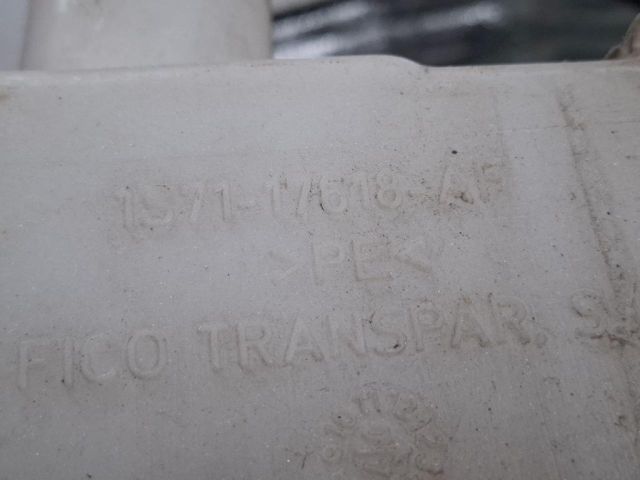 1S71-17618-AF
>PE<
FICO TRANSPAR. S.A